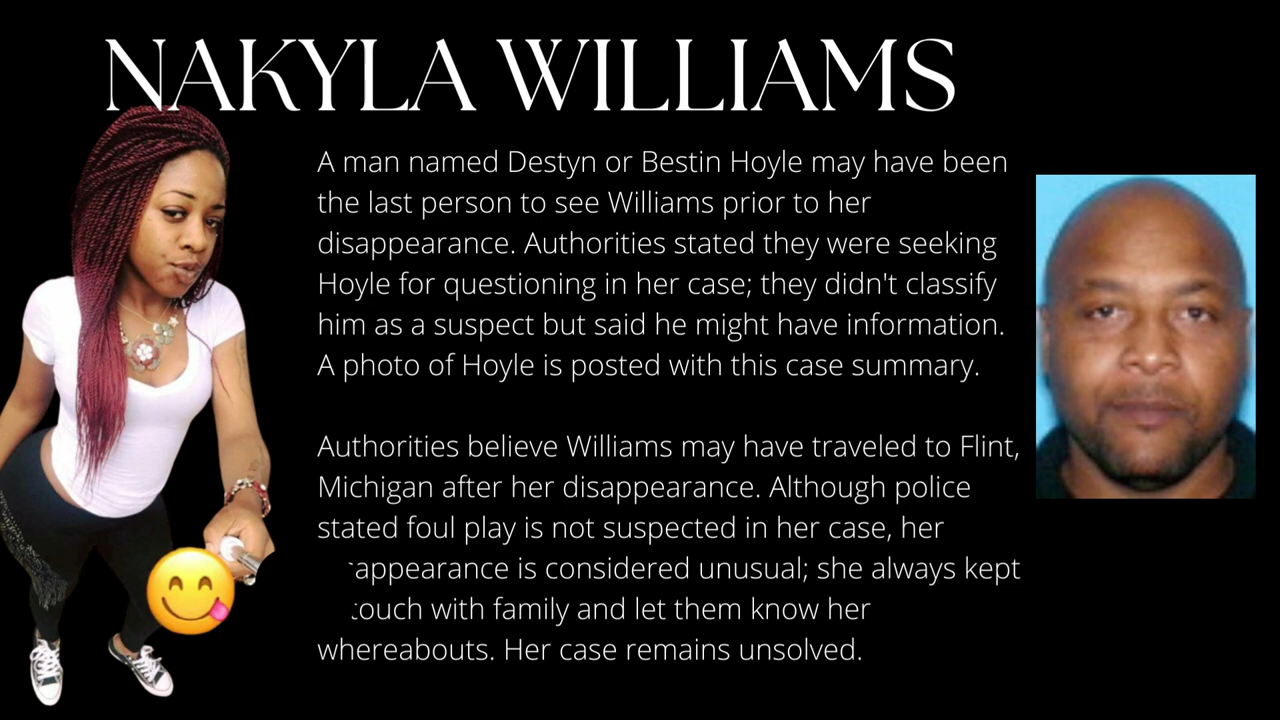 NAKYLA WILLIAMS
A man named Destyn or Bestin Hoyle may have been
the last person to see Williams prior to her
disappearance. Authorities stated they were seeking
Hoyle for questioning in her case; they didn't classify
him as a suspect but said he might have information.
A photo of Hoyle is posted with this case summary.
Authorities believe Williams may have traveled to Flint,
Michigan after her disappearance. Although police
stated foul play is not suspected in her case, her
appearance is considered unusual; she always kept
touch with family and let them know her
whereabouts. Her case remains unsolved.